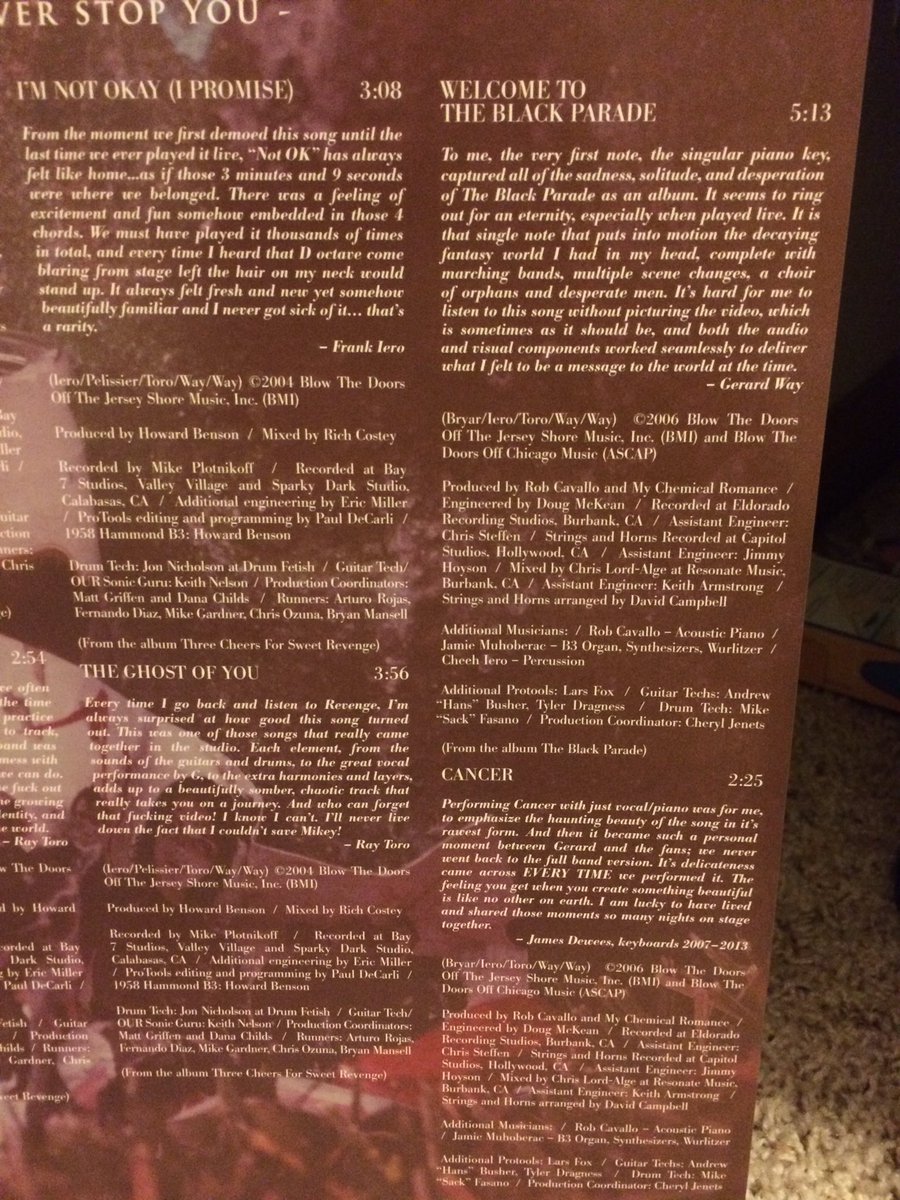 VER STOP YOU -
I'M NOT OKAY (I PROMISE) 3:08
From the moment we first demoed this song until the
last time we ever played it live, "Not OK" has always
felt like home...as if those 3 minutes and 9 seconds
were where we belonged. There was a feeling of
excitement and fun somehow embedded in those 4
chords. We must have played it thousands of times
in total, and every time I heard that D octave come
blaring from stage left the hair on my neck would
stand up. It always felt fresh and new yet somehow
beautifully familiar and I never got sick of it... that's
a rarity.
– Frank Iero
(Iero/Pelissier/Toro/Way/Way) ©2004 Blow The Doors
Off The Jersey Shore Music, Inc. (BMI)
Produced by Howard Benson / Mixed by Rich Costey
Recorded by Mike Plotnikoff / Recorded at Bay
7 Studios, Valley Village and Sparky Dark Studio,
Calabasas, CA / Additional engineering by Eric Miller
/ ProTools editing and programming by Paul DeCarli /
1958 Hammond B3: Howard Benson
Drum Tech: Jon Nicholson at Drum Fetish / Guitar Tech/
OUR Sonic Guru: Keith Nelson / Production Coordinators:
Matt Griffen and Dana Childs / Runners: Arturo Rojas,
Fernando Diaz, Mike Gardner, Chris Ozuna, Bryan Mansell
(From the album Three Cheers For Sweet Revenge)
THE GHOST OF YOU 3:56
Every time I go back and listen to Revenge, I'm
always surprised at how good this song turned
out. This was one of those songs that really came
together in the studio. Each element, from the
sounds of the guitars and drums, to the great vocal
performance by G, to the extra harmonies and layers,
adds up to a beautifully somber, chaotic track that
really takes you on a journey. And who can forget
that fucking video! I know I can't. I'll never live
down the fact that I couldn't save Mikey!
– Ray Toro
(Iero/Pelissier/Toro/Way/Way) ©2004 Blow The Doors
Off The Jersey Shore Music, Inc. (BMI)
Produced by Howard Benson / Mixed by Rich Costey
Recorded by Mike Plotnikoff / Recorded at Bay
7 Studios, Valley Village and Sparky Dark Studio,
Calabasas, CA / Additional engineering by Eric Miller
/ ProTools editing and programming by Paul DeCarli /
1958 Hammond B3: Howard Benson
Drum Tech: Jon Nicholson at Drum Fetish / Guitar Tech/
OUR Sonic Guru: Keith Nelson / Production Coordinators:
Matt Griffen and Dana Childs / Runners: Arturo Rojas,
Fernando Diaz, Mike Gardner, Chris Ozuna, Bryan Mansell
(From the album Three Cheers For Sweet Revenge)
WELCOME TO
THE BLACK PARADE 5:13
To me, the very first note, the singular piano key,
captured all of the sadness, solitude, and desperation
of The Black Parade as an album. It seems to ring
out for an eternity, especially when played live. It is
that single note that puts into motion the decaying
fantasy world I had in my head, complete with
marching bands, multiple scene changes, a choir
of orphans and desperate men. It's hard for me to
listen to this song without picturing the video, which
is sometimes as it should be, and both the audio
and visual components worked seamlessly to deliver
what I felt to be a message to the world at the time.
– Gerard Way
(Bryar/Iero/Toro/Way/Way) ©2006 Blow The Doors
Off The Jersey Shore Music, Inc. (BMI) and Blow The
Doors Off Chicago Music (ASCAP)
Produced by Rob Cavallo and My Chemical Romance /
Engineered by Doug McKean / Recorded at Eldorado
Recording Studios, Burbank, CA / Assistant Engineer:
Chris Steffen / Strings and Horns Recorded at Capitol
Studios, Hollywood, CA / Assistant Engineer: Jimmy
Hoyson / Mixed by Chris Lord-Alge at Resonate Music,
Burbank, CA / Assistant Engineer: Keith Armstrong /
Strings and Horns arranged by David Campbell
Additional Musicians: / Rob Cavallo – Acoustic Piano /
Jamie Muhoberac – B3 Organ, Synthesizers, Wurlitzer /
Cheech Iero – Percussion
Additional Protools: Lars Fox / Guitar Techs: Andrew
"Hans" Busher, Tyler Dragness / Drum Tech: Mike
"Sack" Fasano / Production Coordinator: Cheryl Jenets
(From the album The Black Parade)
CANCER 2:25
Performing Cancer with just vocal/piano was for me,
to emphasize the haunting beauty of the song in it's
rawest form. And then it became such a personal
moment between Gerard and the fans; we never
went back to the full band version. It's delicateness
came across EVERY TIME we performed it. The
feeling you get when you create something beautiful
is like no other on earth. I am lucky to have lived
and shared those moments so many nights on stage
together.
– James Dewees, keyboards 2007–2013
(Bryar/Iero/Toro/Way/Way) ©2006 Blow The Doors
Off The Jersey Shore Music, Inc. (BMI) and Blow The
Doors Off Chicago Music (ASCAP)
Produced by Rob Cavallo and My Chemical Romance /
Engineered by Doug McKean / Recorded at Eldorado
Recording Studios, Burbank, CA / Assistant Engineer:
Chris Steffen / Strings and Horns Recorded at Capitol
Studios, Hollywood, CA / Assistant Engineer: Jimmy
Hoyson / Mixed by Chris Lord-Alge at Resonate Music,
Burbank, CA / Assistant Engineer: Keith Armstrong /
Strings and Horns arranged by David Campbell
Additional Musicians: / Rob Cavallo – Acoustic Piano
/ Jamie Muhoberac – B3 Organ, Synthesizers, Wurlitzer
Additional Protools: Lars Fox / Guitar Techs: Andrew
"Hans" Busher, Tyler Dragness / Drum Tech: Mike
"Sack" Fasano / Production Coordinator: Cheryl Jenets